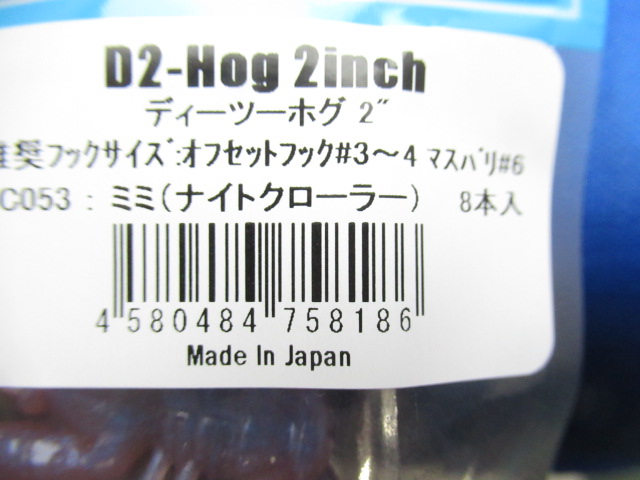 D2-Hog 2inch
ディーツーホグ 2"
推奨フックサイズ:オフセットフック#3～4 マスバリ#6
C053 : ミミ(ナイトクローラー) 8本入
4 580484 758186
Made In Japan